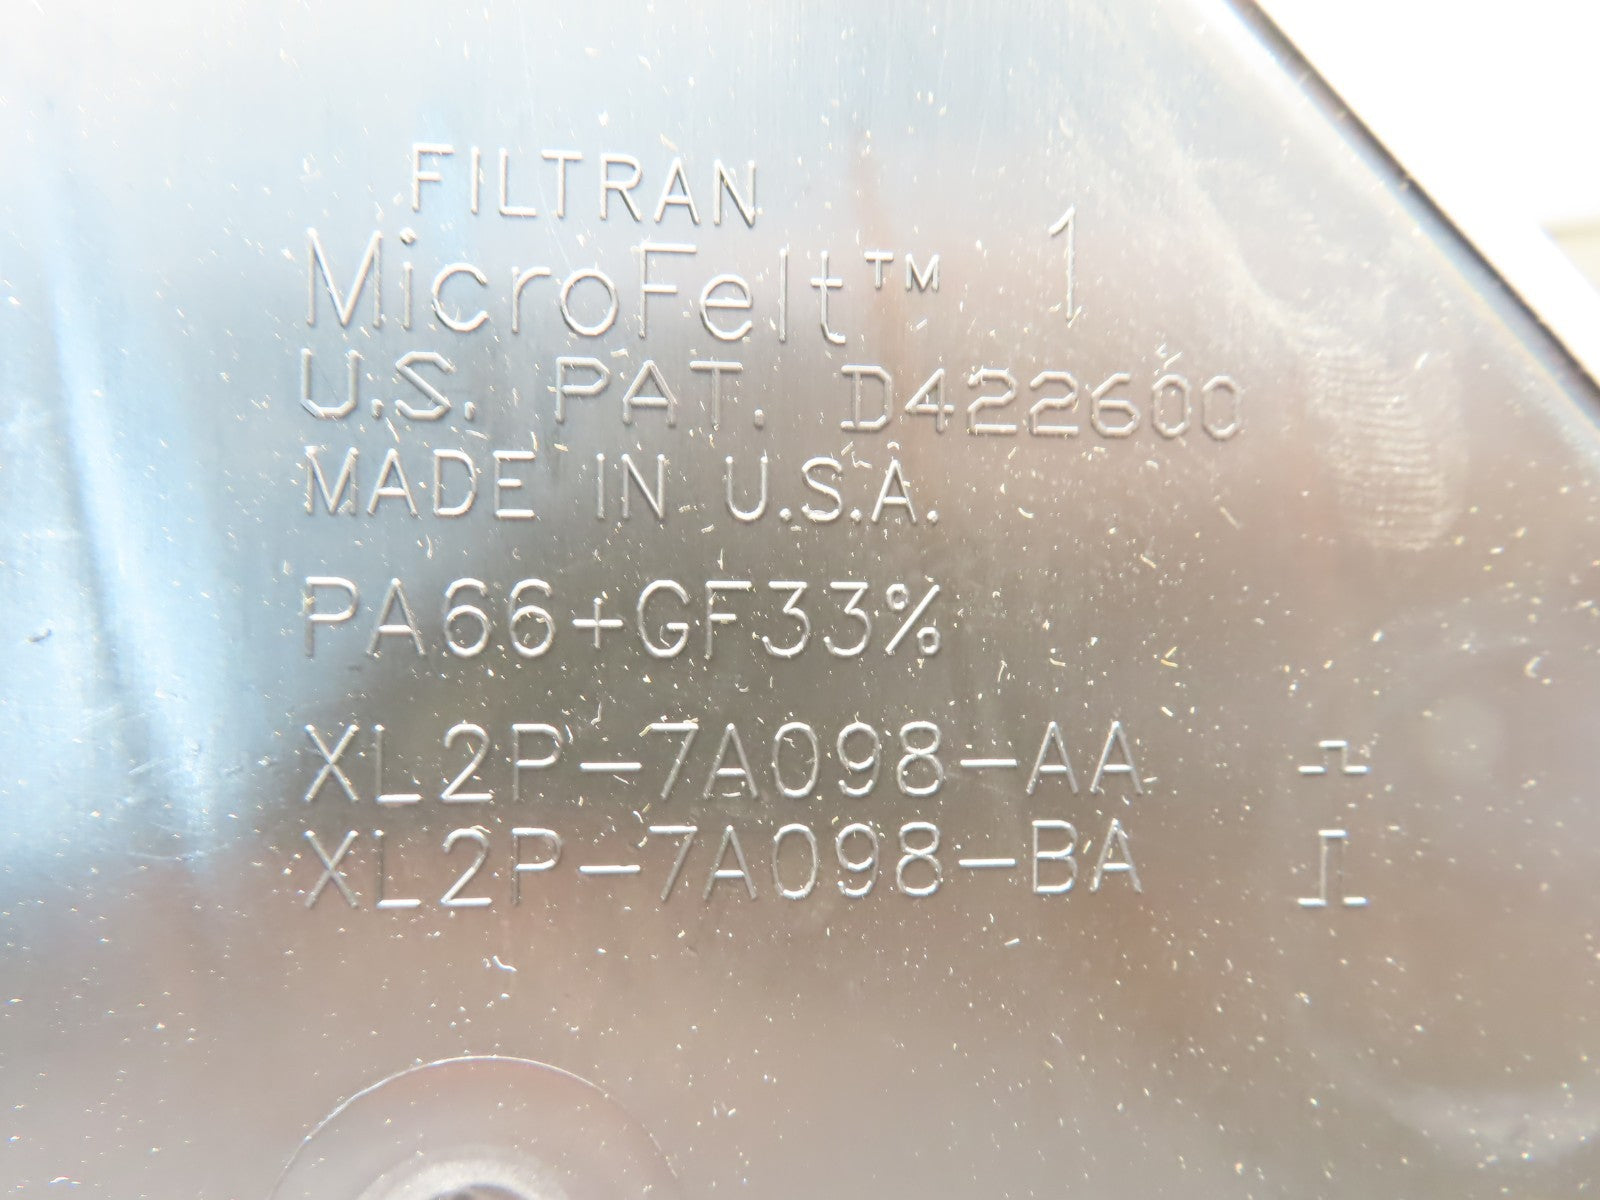 FILTRAN
MicroFelt™ 1
U.S. PAT. D422600
MADE IN U.S.A.
PA66+GF33%
XL2P-7A098-AA
XL2P-7A098-BA